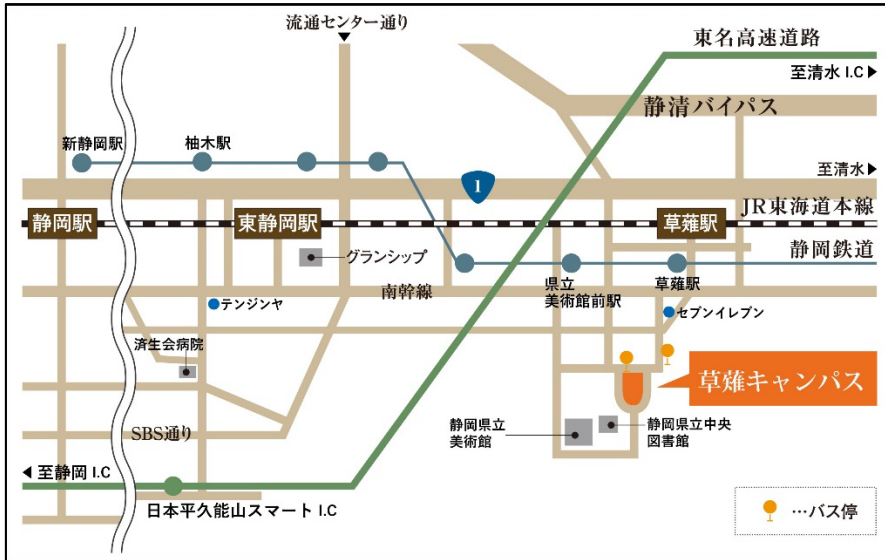 流通センター通り
東名高速道路
至清水 I.C
静清バイパス
新静岡駅
柚木駅
至清水
1
JR東海道本線
静岡駅
東静岡駅
草薙駅
グランシップ
静岡鉄道
南幹線
県立
美術館前駅
草薙駅
テンジンヤ
セブンイレブン
済生会病院
草薙キャンパス
SBS通り
静岡県立
美術館
静岡県立中央
図書館
至静岡 I.C
日本平久能山スマート I.C
…バス停